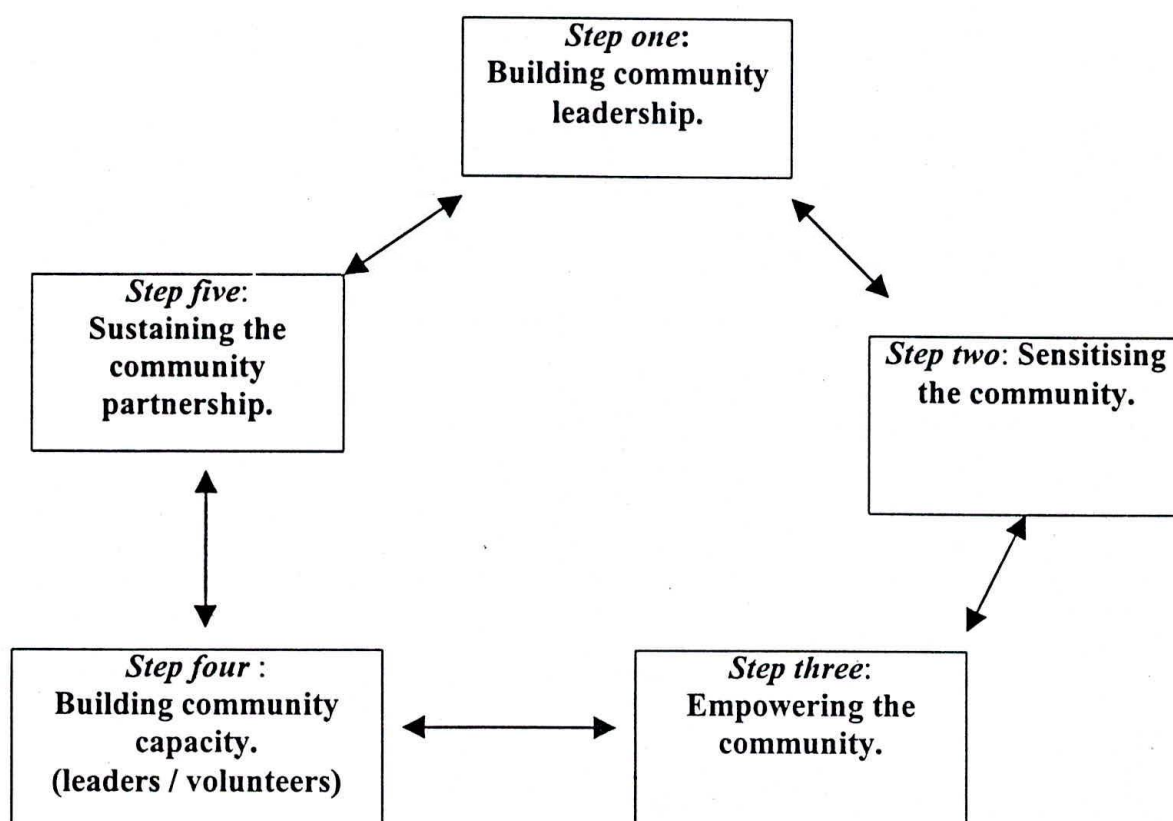 Step one:
Building community
leadership.
Step two: Sensitising
the community.
Step three:
Empowering the
community.
Step four :
Building community
capacity.
(leaders / volunteers)
Step five:
Sustaining the
community
partnership.